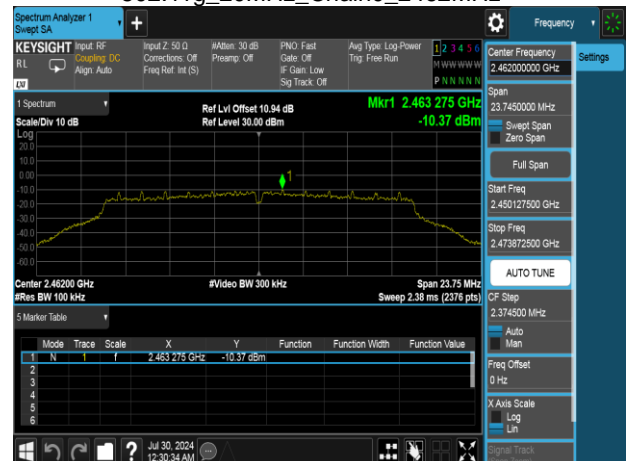 Spectrum Analyzer 1
Swept SA
KEYSIGHT
RL
LXI
Input: RF
Coupling: DC
Align: Auto
Input Z: 50 Ω
Corrections: Off
Freq Ref: Int (S)
#Atten: 30 dB
Preamp: Off
PNO: Fast
Gate: Off
IF Gain: Low
Sig Track: Off
Avg Type: Log-Power
Trig: Free Run
1 2 3 4 5 6
M W W W W W
P N N N N N
1 Spectrum
Scale/Div 10 dB
Ref Lvl Offset 10.94 dB
Ref Level 30.00 dBm
Mkr1 2.463 275 GHz
-10.37 dBm
Log
20.0
10.0
0.00
-10.0
-20.0
-30.0
-40.0
-50.0
-60.0
1
Center 2.46200 GHz
#Res BW 100 kHz
#Video BW 300 kHz
Span 23.75 MHz
Sweep 2.38 ms (2376 pts)
5 Marker Table
Mode Trace Scale X Y Function Function Width Function Value
1 N 1 f 2.463 275 GHz -10.37 dBm
2
3
4
5
6
?
Jul 30, 2024
12:30:34 AM
Frequency
Settings
Center Frequency
2.462000000 GHz
Span
23.7450000 MHz
Swept Span
Zero Span
Full Span
Start Freq
2.450127500 GHz
Stop Freq
2.473872500 GHz
AUTO TUNE
CF Step
2.374500 MHz
Auto
Man
Freq Offset
0 Hz
X Axis Scale
Log
Lin
Signal Track